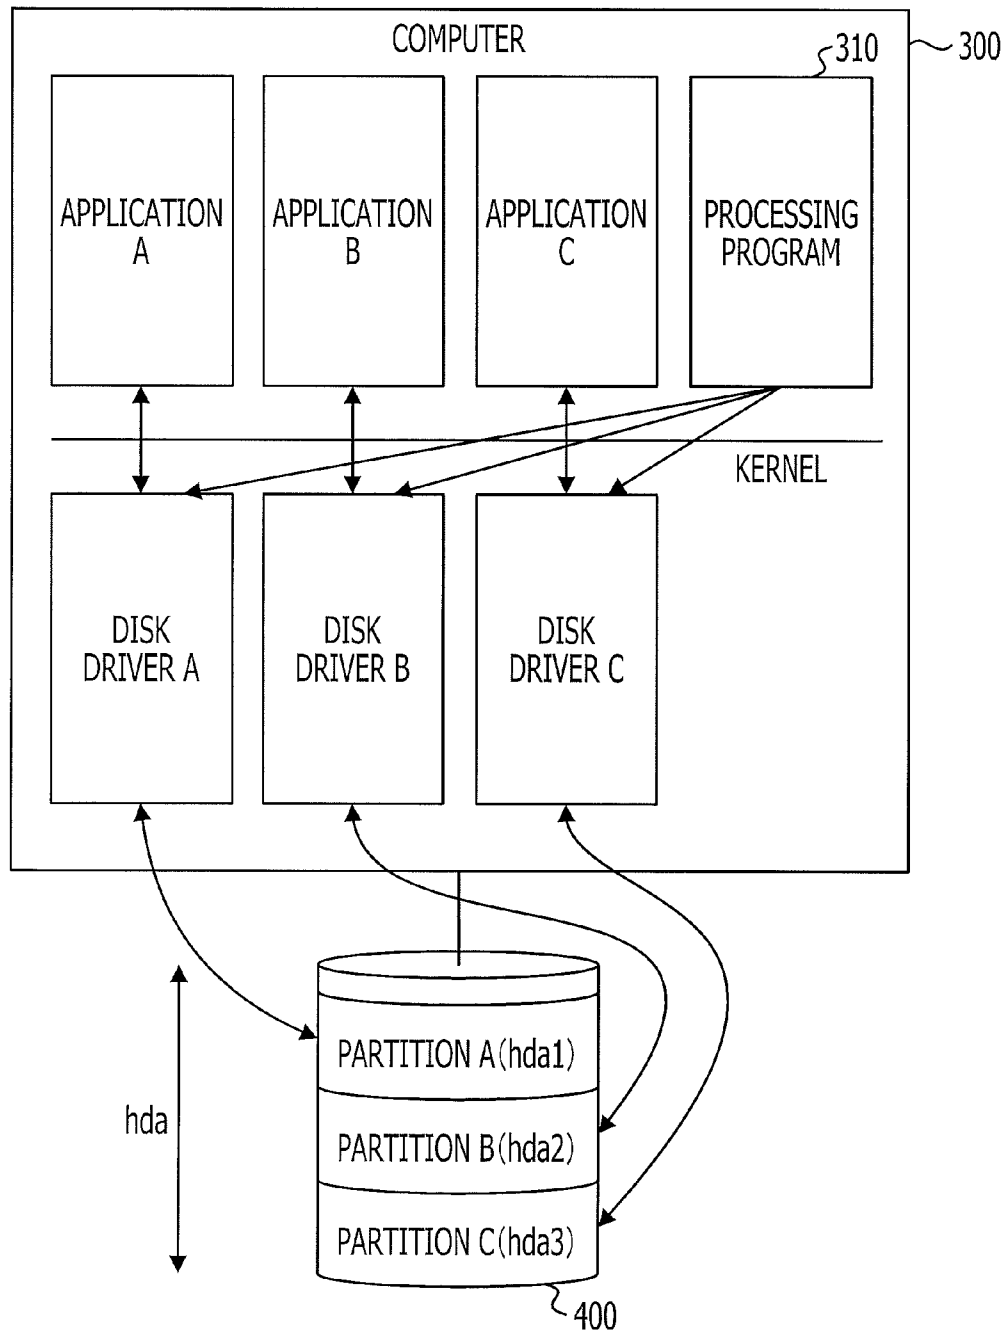 COMPUTER
300
310
APPLICATION
A
APPLICATION
B
APPLICATION
C
PROCESSING
PROGRAM
KERNEL
DISK
DRIVER A
DISK
DRIVER B
DISK
DRIVER C
hda
PARTITION A(hda1)
PARTITION B(hda2)
PARTITION C(hda3)
400